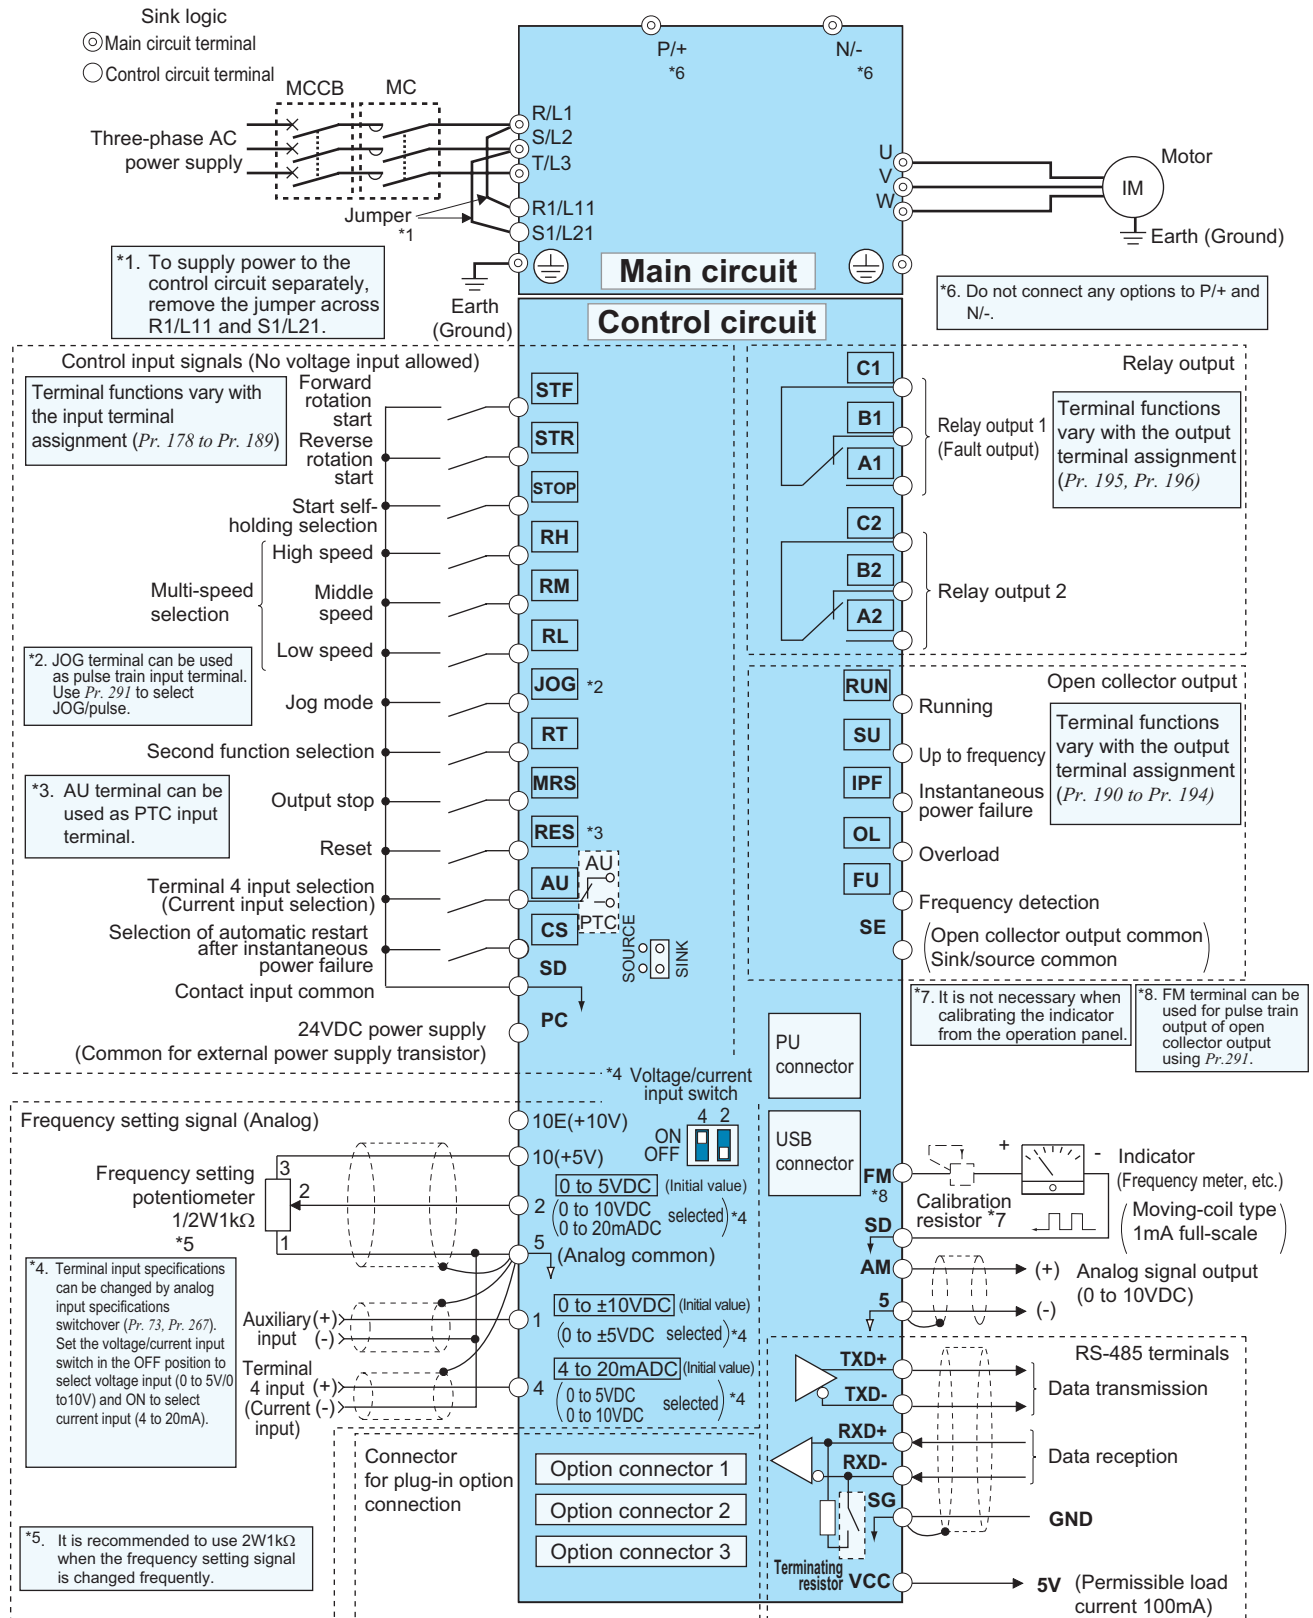 Sink logic
Main circuit terminal
Control circuit terminal
P/+
*6
N/-
*6
MCCB
MC
Three-phase AC
power supply
R/L1
S/L2
T/L3
R1/L11
S1/L21
Jumper
*1
U
V
W
Motor
IM
Earth (Ground)
*1. To supply power to the
control circuit separately,
remove the jumper across
R1/L11 and S1/L21.
Earth
(Ground)
Main circuit
Control circuit
*6. Do not connect any options to P/+ and
N/-.
Control input signals (No voltage input allowed)
Terminal functions vary with
the input terminal
assignment (Pr. 178 to Pr. 189)
Forward
rotation
start
STF
Reverse
rotation
start
STR
Start self-
holding selection
STOP
Multi-speed
selection
High speed
RH
Middle
speed
RM
Low speed
RL
*2. JOG terminal can be used
as pulse train input terminal.
Use Pr. 291 to select
JOG/pulse.
Jog mode
JOG
*2
Second function selection
RT
*3. AU terminal can be
used as PTC input
terminal.
Output stop
MRS
Reset
RES
*3
Terminal 4 input selection
(Current input selection)
AU
AU
PTC
Selection of automatic restart
after instantaneous
power failure
CS
SOURCE
SINK
Contact input common
SD
24VDC power supply
(Common for external power supply transistor)
PC
Relay output
C1
B1
A1
Relay output 1
(Fault output)
Terminal functions
vary with the output
terminal assignment
(Pr. 195, Pr. 196)
C2
B2
A2
Relay output 2
Open collector output
RUN
Running
SU
Up to frequency
IPF
Instantaneous
power failure
OL
Overload
FU
Frequency detection
SE
(Open collector output common)
Sink/source common
Terminal functions
vary with the output
terminal assignment
(Pr. 190 to Pr. 194)
*7. It is not necessary when
calibrating the indicator
from the operation panel.
*8. FM terminal can be
used for pulse train
output of open
collector output
using Pr.291.
PU
connector
USB
connector
*4 Voltage/current
input switch
4 2
ON
OFF
Frequency setting signal (Analog)
10E(+10V)
10(+5V)
Frequency setting
potentiometer
1/2W1kΩ
*5
3
2
1
2
0 to 5VDC (Initial value)
(0 to 10VDC
0 to 20mADC selected) *4
5
(Analog common)
*4. Terminal input specifications
can be changed by analog
input specifications
switchover (Pr. 73, Pr. 267).
Set the voltage/current input
switch in the OFF position to
select voltage input (0 to 5V/0
to10V) and ON to select
current input (4 to 20mA).
Auxiliary (+)
input (-)
1
0 to ±10VDC (Initial value)
(0 to ±5VDC selected) *4
Terminal
4 input (+)
(Current (-)
input)
4
4 to 20mADC (Initial value)
(0 to 5VDC
0 to 10VDC selected) *4
Connector
for plug-in option
connection
Option connector 1
Option connector 2
Option connector 3
*5. It is recommended to use 2W1kΩ
when the frequency setting signal
is changed frequently.
FM
*8
+
-
Indicator
(Frequency meter, etc.)
Calibration
resistor *7
(Moving-coil type
1mA full-scale)
SD
AM
(+)
Analog signal output
(0 to 10VDC)
5
(-)
RS-485 terminals
TXD+
TXD-
Data transmission
RXD+
RXD-
Data reception
SG
GND
Terminating
resistor
VCC
5V
(Permissible load
current 100mA)